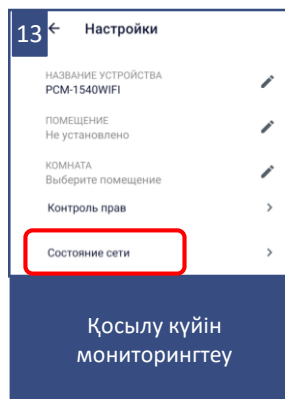 13 ← Настройки
НАЗВАНИЕ УСТРОЙСТВА
PCM-1540WIFI
ПОМЕЩЕНИЕ
Не установлено
КОМНАТА
Выберите помещение
Контроль прав >
Состояние сети >
Қосылу күйін
мониторингтеу